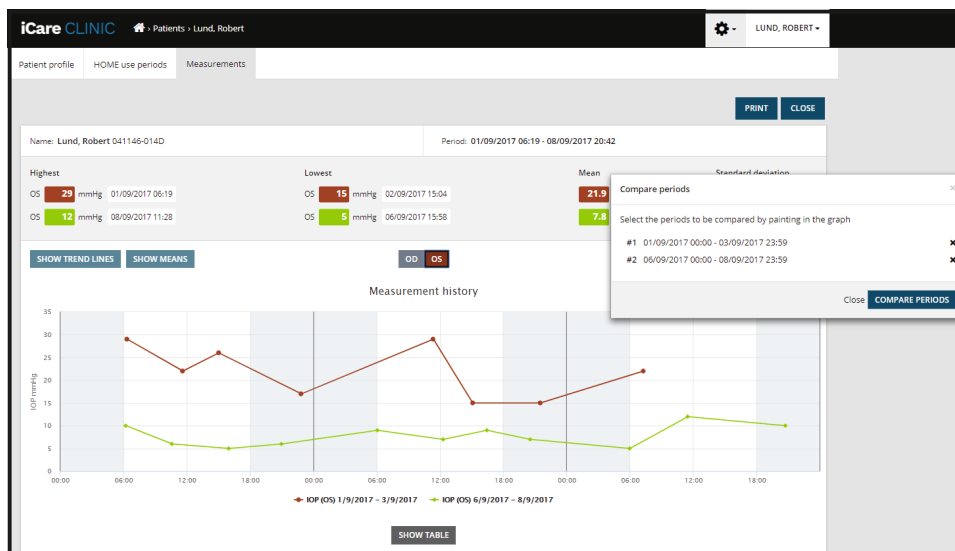 iCare CLINIC › Patients › Lund, Robert LUND, ROBERT
Patient profile HOME use periods Measurements
PRINT CLOSE
Name: Lund, Robert 041146-014D Period: 01/09/2017 06:19 - 08/09/2017 20:42
Highest Lowest Mean Standard deviation
OS 29 mmHg 01/09/2017 06:19 OS 15 mmHg 02/09/2017 15:04 21.9
OS 12 mmHg 08/09/2017 11:28 OS 5 mmHg 06/09/2017 15:58 7.8
Compare periods ×
Select the periods to be compared by painting in the graph
#1 01/09/2017 00:00 - 03/09/2017 23:59 ×
#2 06/09/2017 00:00 - 08/09/2017 23:59 ×
Close COMPARE PERIODS
SHOW TREND LINES SHOW MEANS OD OS
Measurement history
IOP mmHg
35
30
25
20
15
10
5
0
00:00 06:00 12:00 18:00 00:00 06:00 12:00 18:00 00:00 06:00 12:00 18:00
IOP (OS) 1/9/2017 – 3/9/2017 IOP (OS) 6/9/2017 – 8/9/2017
SHOW TABLE